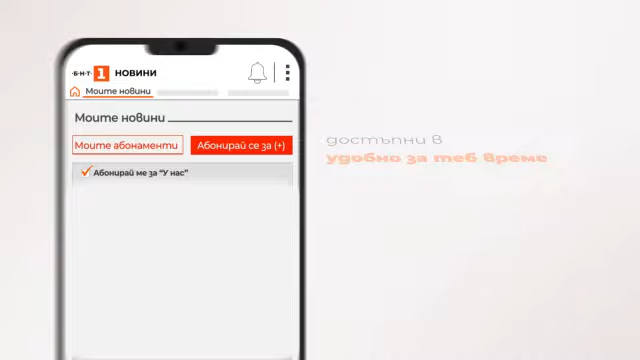 ·Б·Н·Т· 1 НОВИНИ
Моите новини
Моите новини
Моите абонаменти
Абонирай се за (+)
Абонирай ме за "У нас"
достъпни в
удобно за теб време